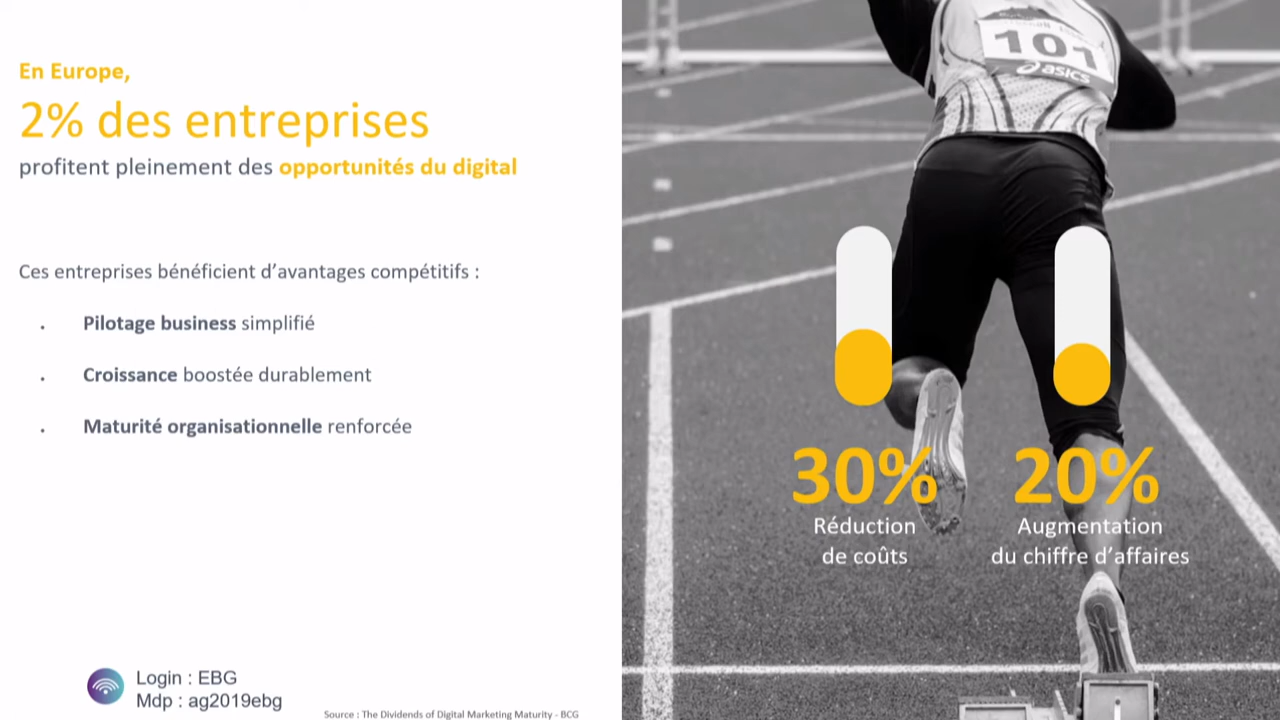 En Europe,
2% des entreprises
profitent pleinement des opportunités du digital
Ces entreprises bénéficient d'avantages compétitifs :
• Pilotage business simplifié
• Croissance boostée durablement
• Maturité organisationnelle renforcée
Login : EBG
Mdp : ag2019ebg
Source : The Dividends of Digital Marketing Maturity - BCG
101
asics
30%
Réduction
de coûts
20%
Augmentation
du chiffre d'affaires